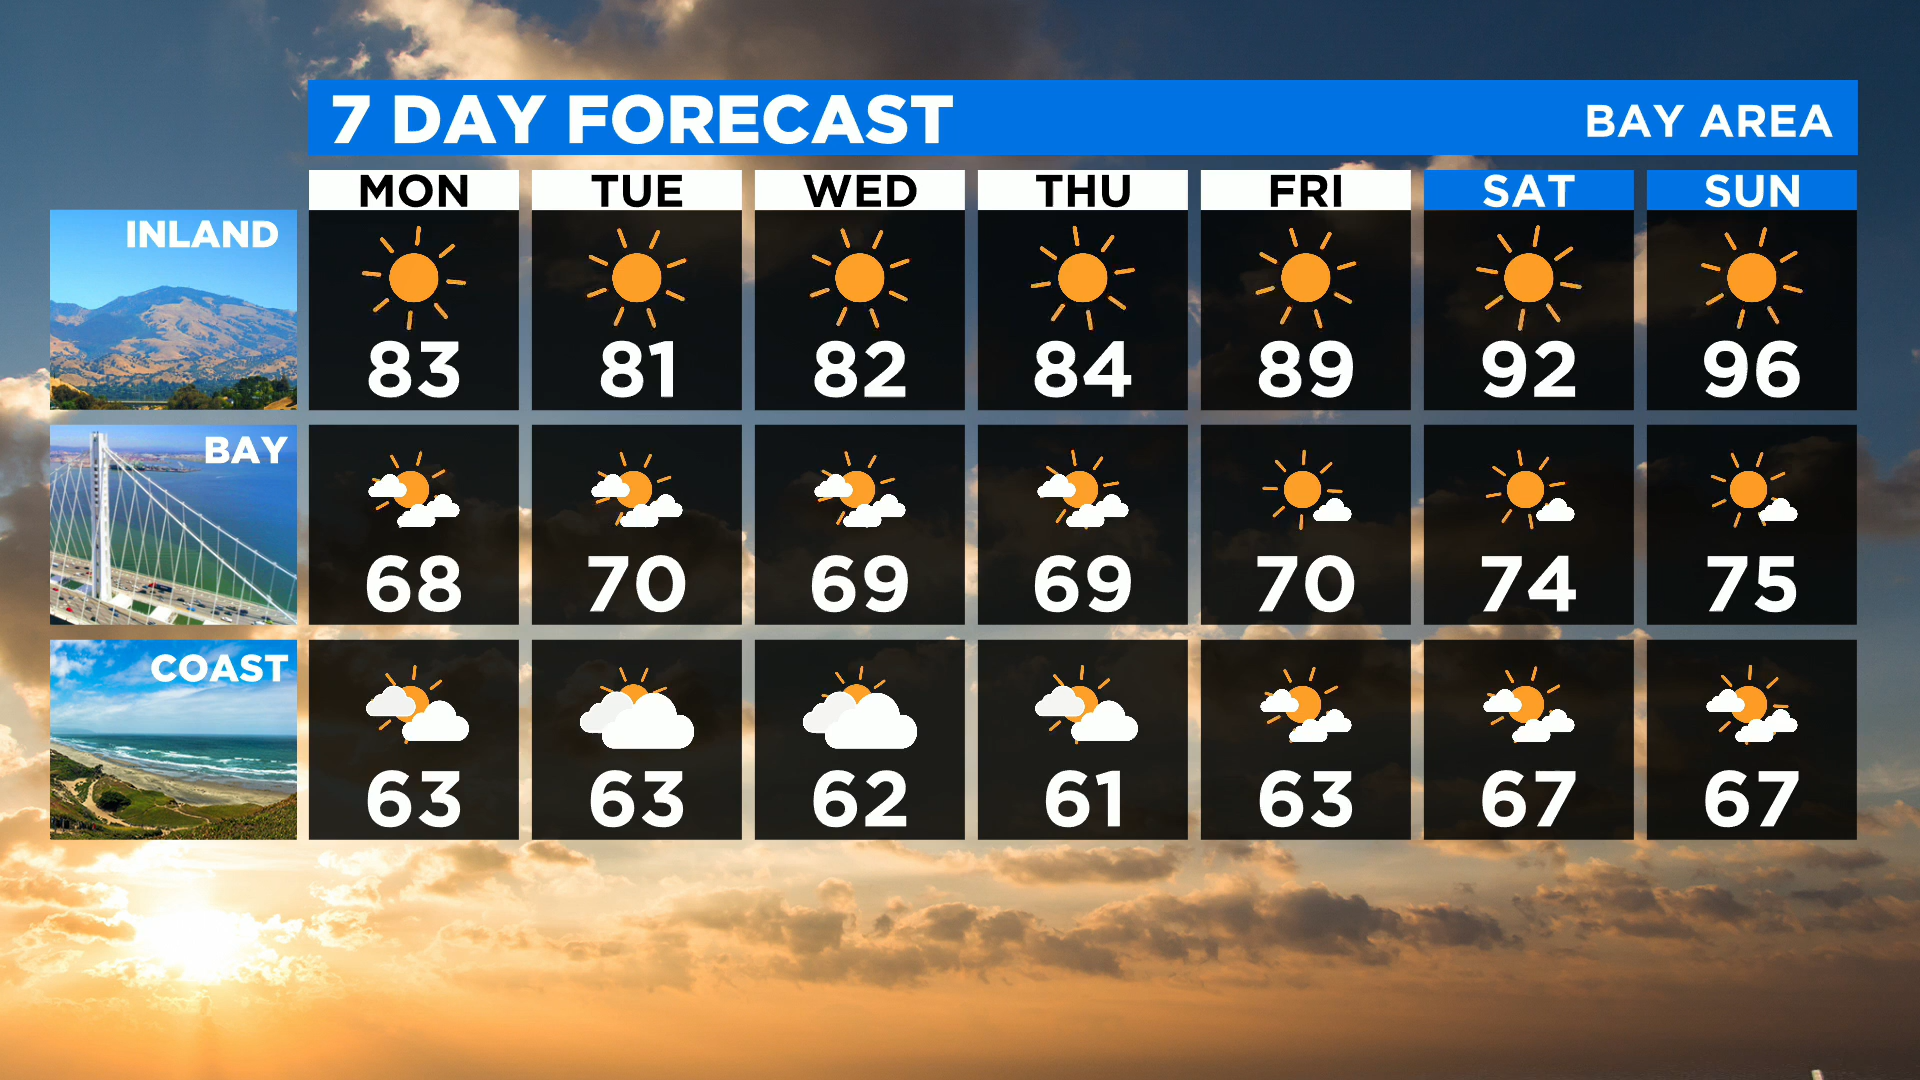 7 DAY FORECAST BAY AREA
MON TUE WED THU FRI SAT SUN
INLAND
83 81 82 84 89 92 96
BAY
68 70 69 69 70 74 75
COAST
63 63 62 61 63 67 67